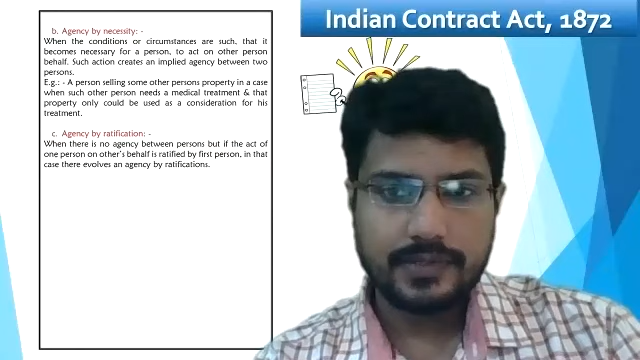 Indian Contract Act, 1872
b. Agency by necessity: -
When the conditions or circumstances are such, that it
becomes necessary for a person, to act on other person
behalf. Such action creates an implied agency between two
persons.
E.g.: - A person selling some other persons property in a case
when such other person needs a medical treatment & that
property only could be used as a consideration for his
treatment.
c. Agency by ratification: -
When there is no agency between persons but if the act of
one person on other's behalf is ratified by first person, in that
case there evolves an agency by ratifications.